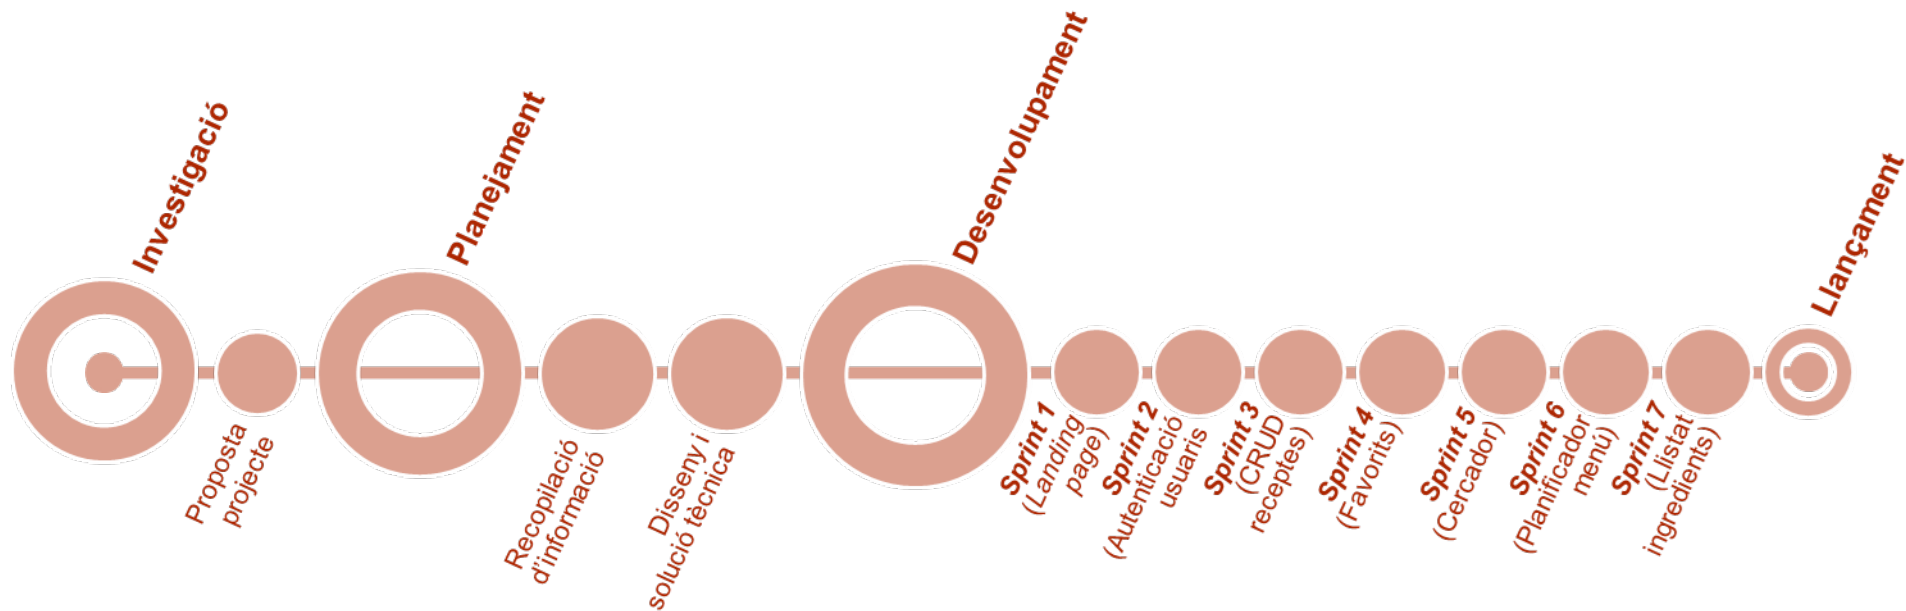 Investigació
Proposta
projecte
Planejament
Recopilació
d'informació
Disseny i
solució tècnica
Desenvolupament
Sprint 1
(Landing
page)
Sprint 2
(Autenticació
usuaris
Sprint 3
(CRUD
receptes)
Sprint 4
(Favorits)
Sprint 5
(Cercador)
Sprint 6
(Planificador
menú)
Sprint 7
(Llistat
ingredients)
Llançament